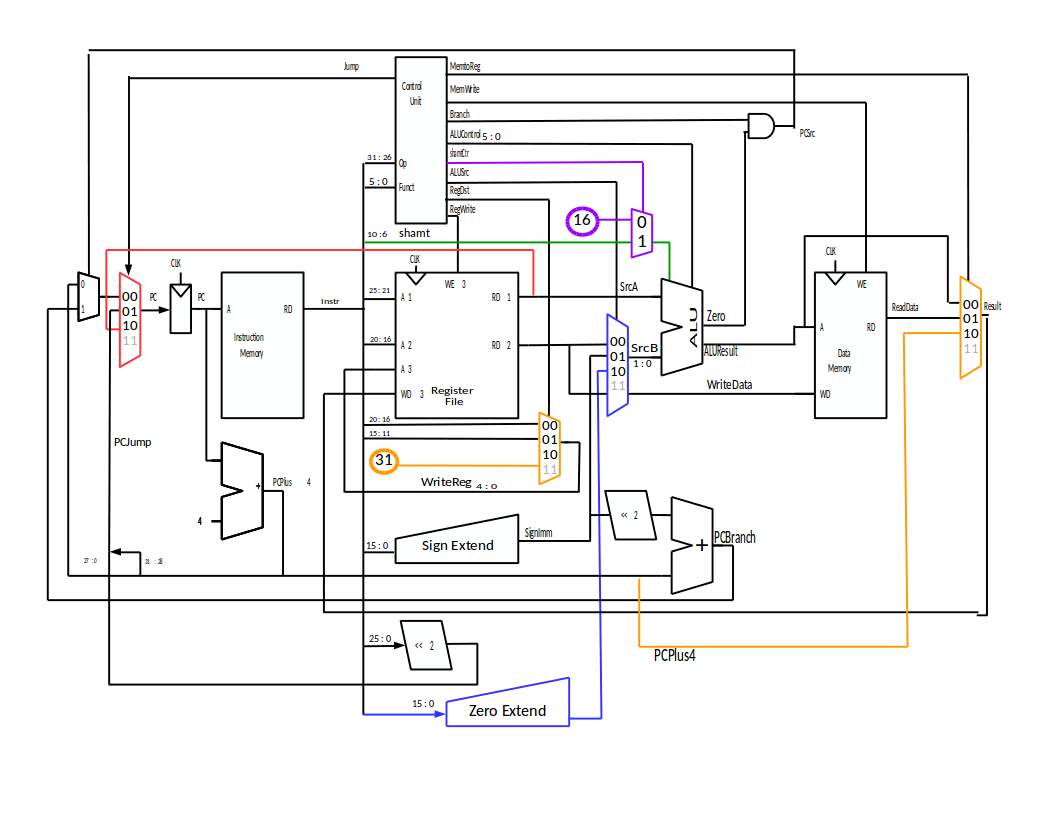 Jump
MemtoReg
Control
Unit
MemWrite
Branch
PCSrc
ALUControl 5:0
31:26
Op
shamtCtr
ALUSrc
5:0
Funct
RegDst
RegWrite
16
0
1
10:6
shamt
CLK
CLK
CLK
0
1
00
01
10
11
PC
PC
A
RD
Instruction
Memory
Instr
25:21
A 1
WE 3
RD 1
SrcA
20:16
A 2
RD 2
A 3
WD 3
Register
File
00
01
10
11
SrcB
1:0
ALU
Zero
ALUResult
WriteData
WE
A
RD
Data
Memory
WD
ReadData
00
01
10
11
Result
20:16
15:11
31
00
01
10
11
WriteReg 4:0
PCJump
+
4
PCPlus 4
15:0
Sign Extend
SignImm
<< 2
+
PCBranch
27:0
31:28
25:0
<< 2
PCPlus4
15:0
Zero Extend